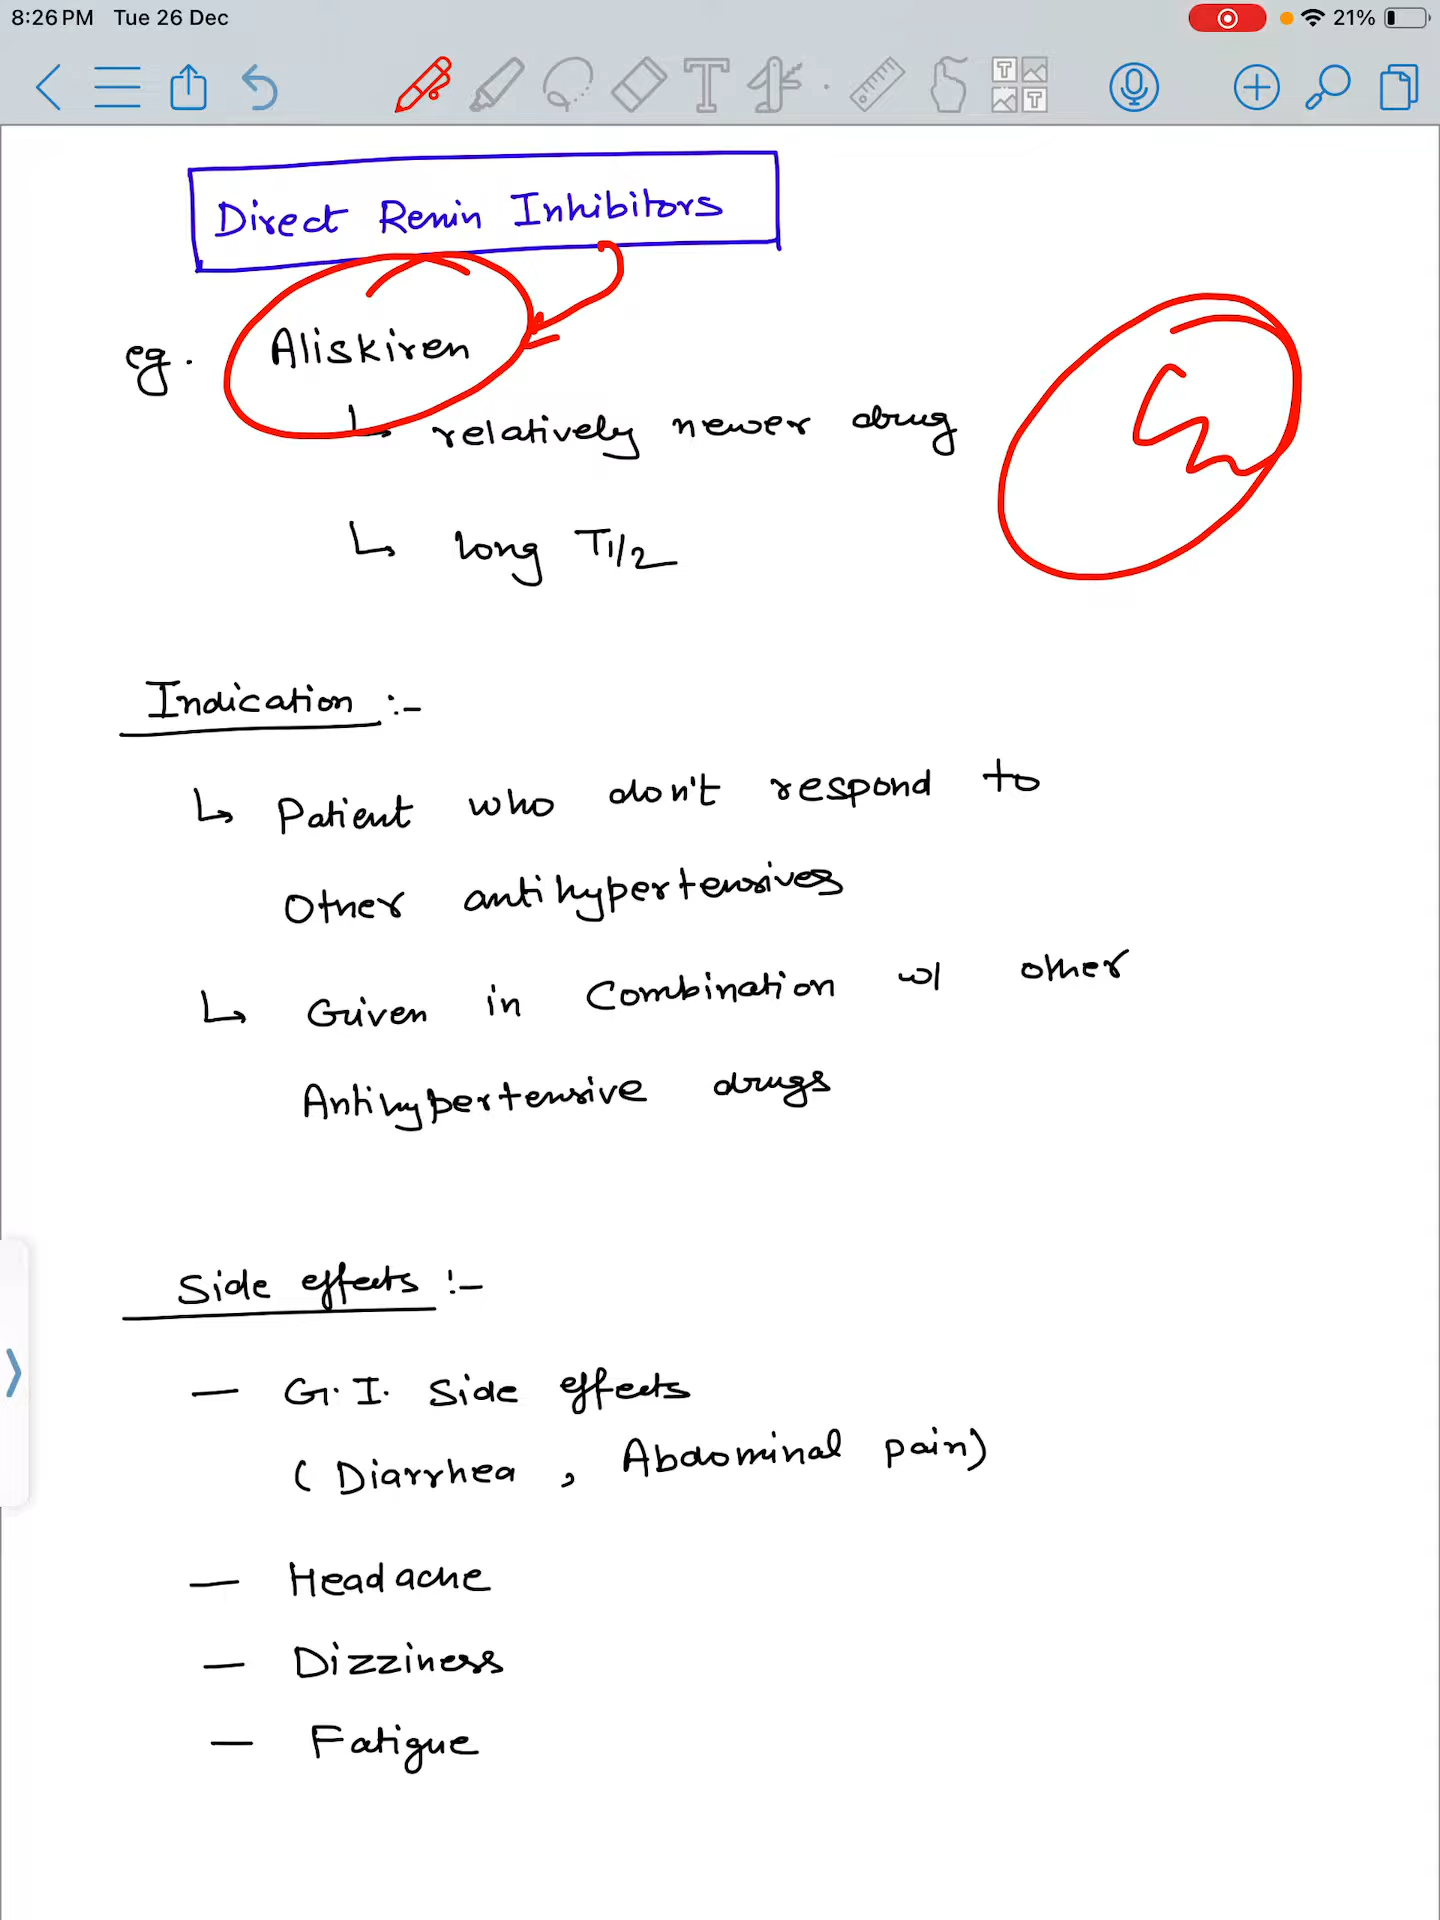 8:26 PM Tue 26 Dec 21%
Direct Renin Inhibitors
eg. Aliskiren
↳ relatively newer drug
↳ long T1/2
Indication :-
↳ Patient who don't respond to
Other antihypertensives
↳ Given in Combination w/ other
Antihypertensive drugs
Side effects :-
— G.I. Side effects
( Diarrhea , Abdominal pain)
— Headache
— Dizziness
— Fatigue